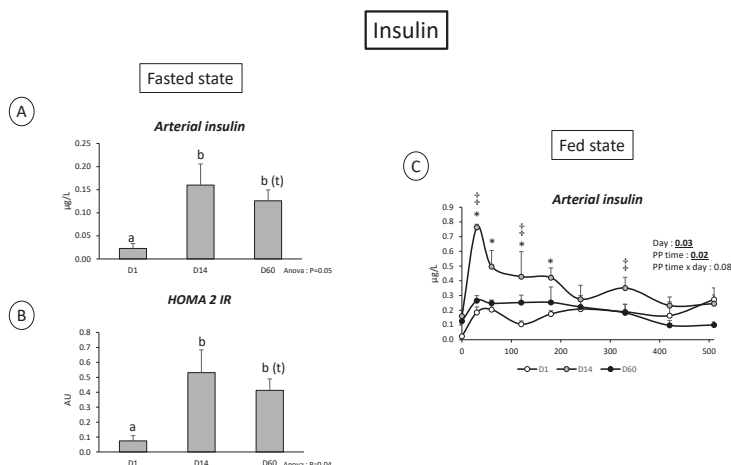 Insulin
Fasted state
A
Arterial insulin
µg/L
0.25
0.20
0.15
0.10
0.05
0.00
a
b
b (t)
D1
D14
D60
Anova : P=0.05
B
HOMA 2 IR
AU
0.8
0.7
0.6
0.5
0.4
0.3
0.2
0.1
0.0
a
b
b (t)
D1
D14
D60
Anova : P=0.04
Fed state
C
Arterial insulin
µg/L
0.9
0.8
0.7
0.6
0.5
0.4
0.3
0.2
0.1
0.0
‡
*
*
‡
*
*
‡
Day : 0.03
PP time : 0.02
PP time x day : 0.08
0 100 200 300 400 500
D1 D14 D60